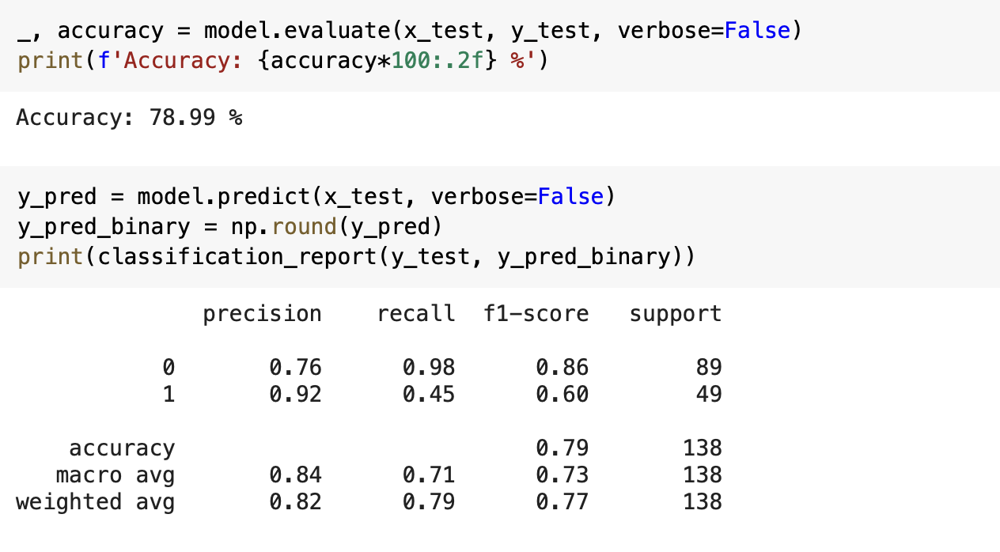 _, accuracy = model.evaluate(x_test, y_test, verbose=False)
print(f'Accuracy: {accuracy*100:.2f} %')
Accuracy: 78.99 %
y_pred = model.predict(x_test, verbose=False)
y_pred_binary = np.round(y_pred)
print(classification_report(y_test, y_pred_binary))
              precision    recall  f1-score   support
           0       0.76      0.98      0.86        89
           1       0.92      0.45      0.60        49
    accuracy                           0.79       138
   macro avg       0.84      0.71      0.73       138
weighted avg       0.82      0.79      0.77       138